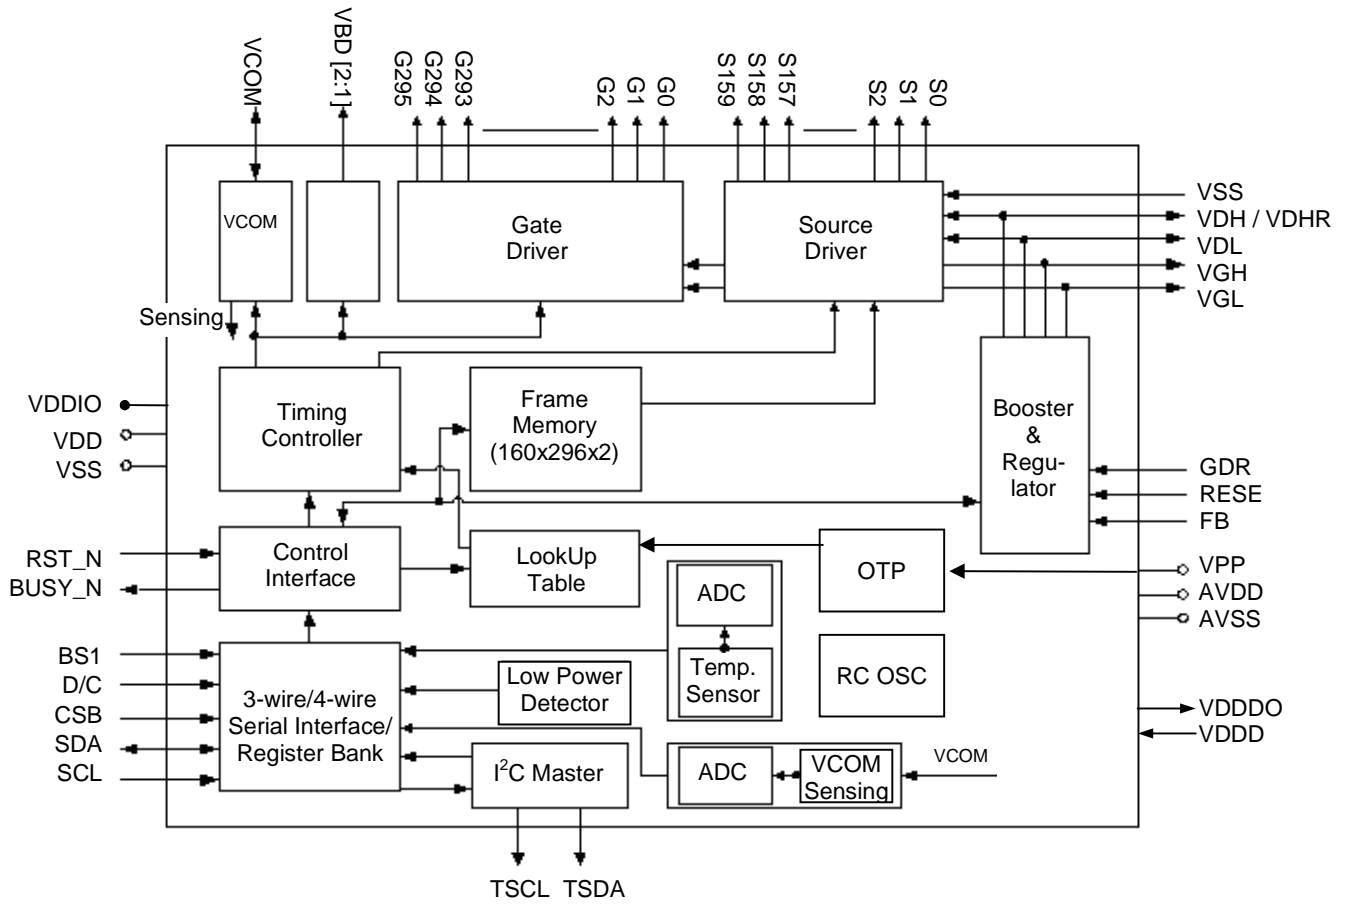 VCOM
VBD [2:1]
G295
G294
G293
G2
G1
G0
S159
S158
S157
S2
S1
S0
VCOM
Gate
Driver
Source
Driver
VSS
VDH / VDHR
VDL
VGH
VGL
Sensing
VDDIO
VDD
VSS
Timing
Controller
Frame
Memory
(160x296x2)
Booster
&
Regu-
lator
GDR
RESE
FB
RST_N
BUSY_N
Control
Interface
LookUp
Table
ADC
Temp.
Sensor
OTP
VPP
AVDD
AVSS
BS1
D/C
CSB
SDA
SCL
3-wire/4-wire
Serial Interface/
Register Bank
Low Power
Detector
RC OSC
VDDDO
VDDD
I²C Master
ADC
VCOM
Sensing
VCOM
TSCL
TSDA